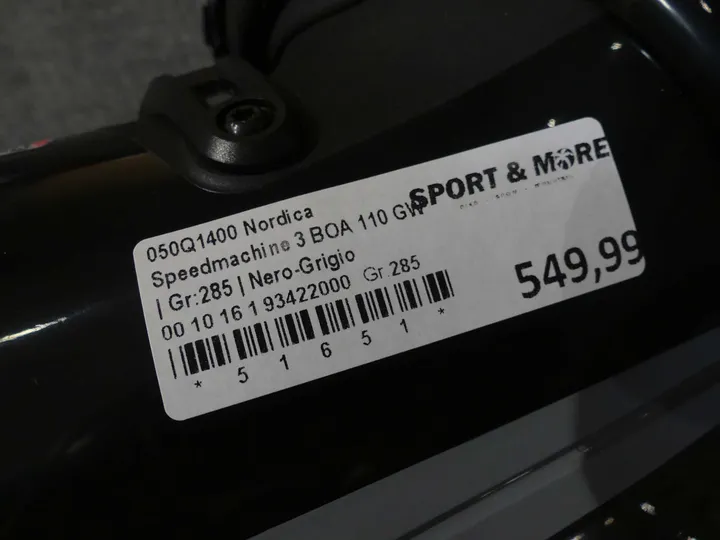 SPORT & MORE
050Q1400 Nordica
Speedmachine 3 BOA 110 GW
| Gr:285 | Nero-Grigio
00 10 16 1 93422000 Gr.285
549,99
* 5 1 6 5 1 *